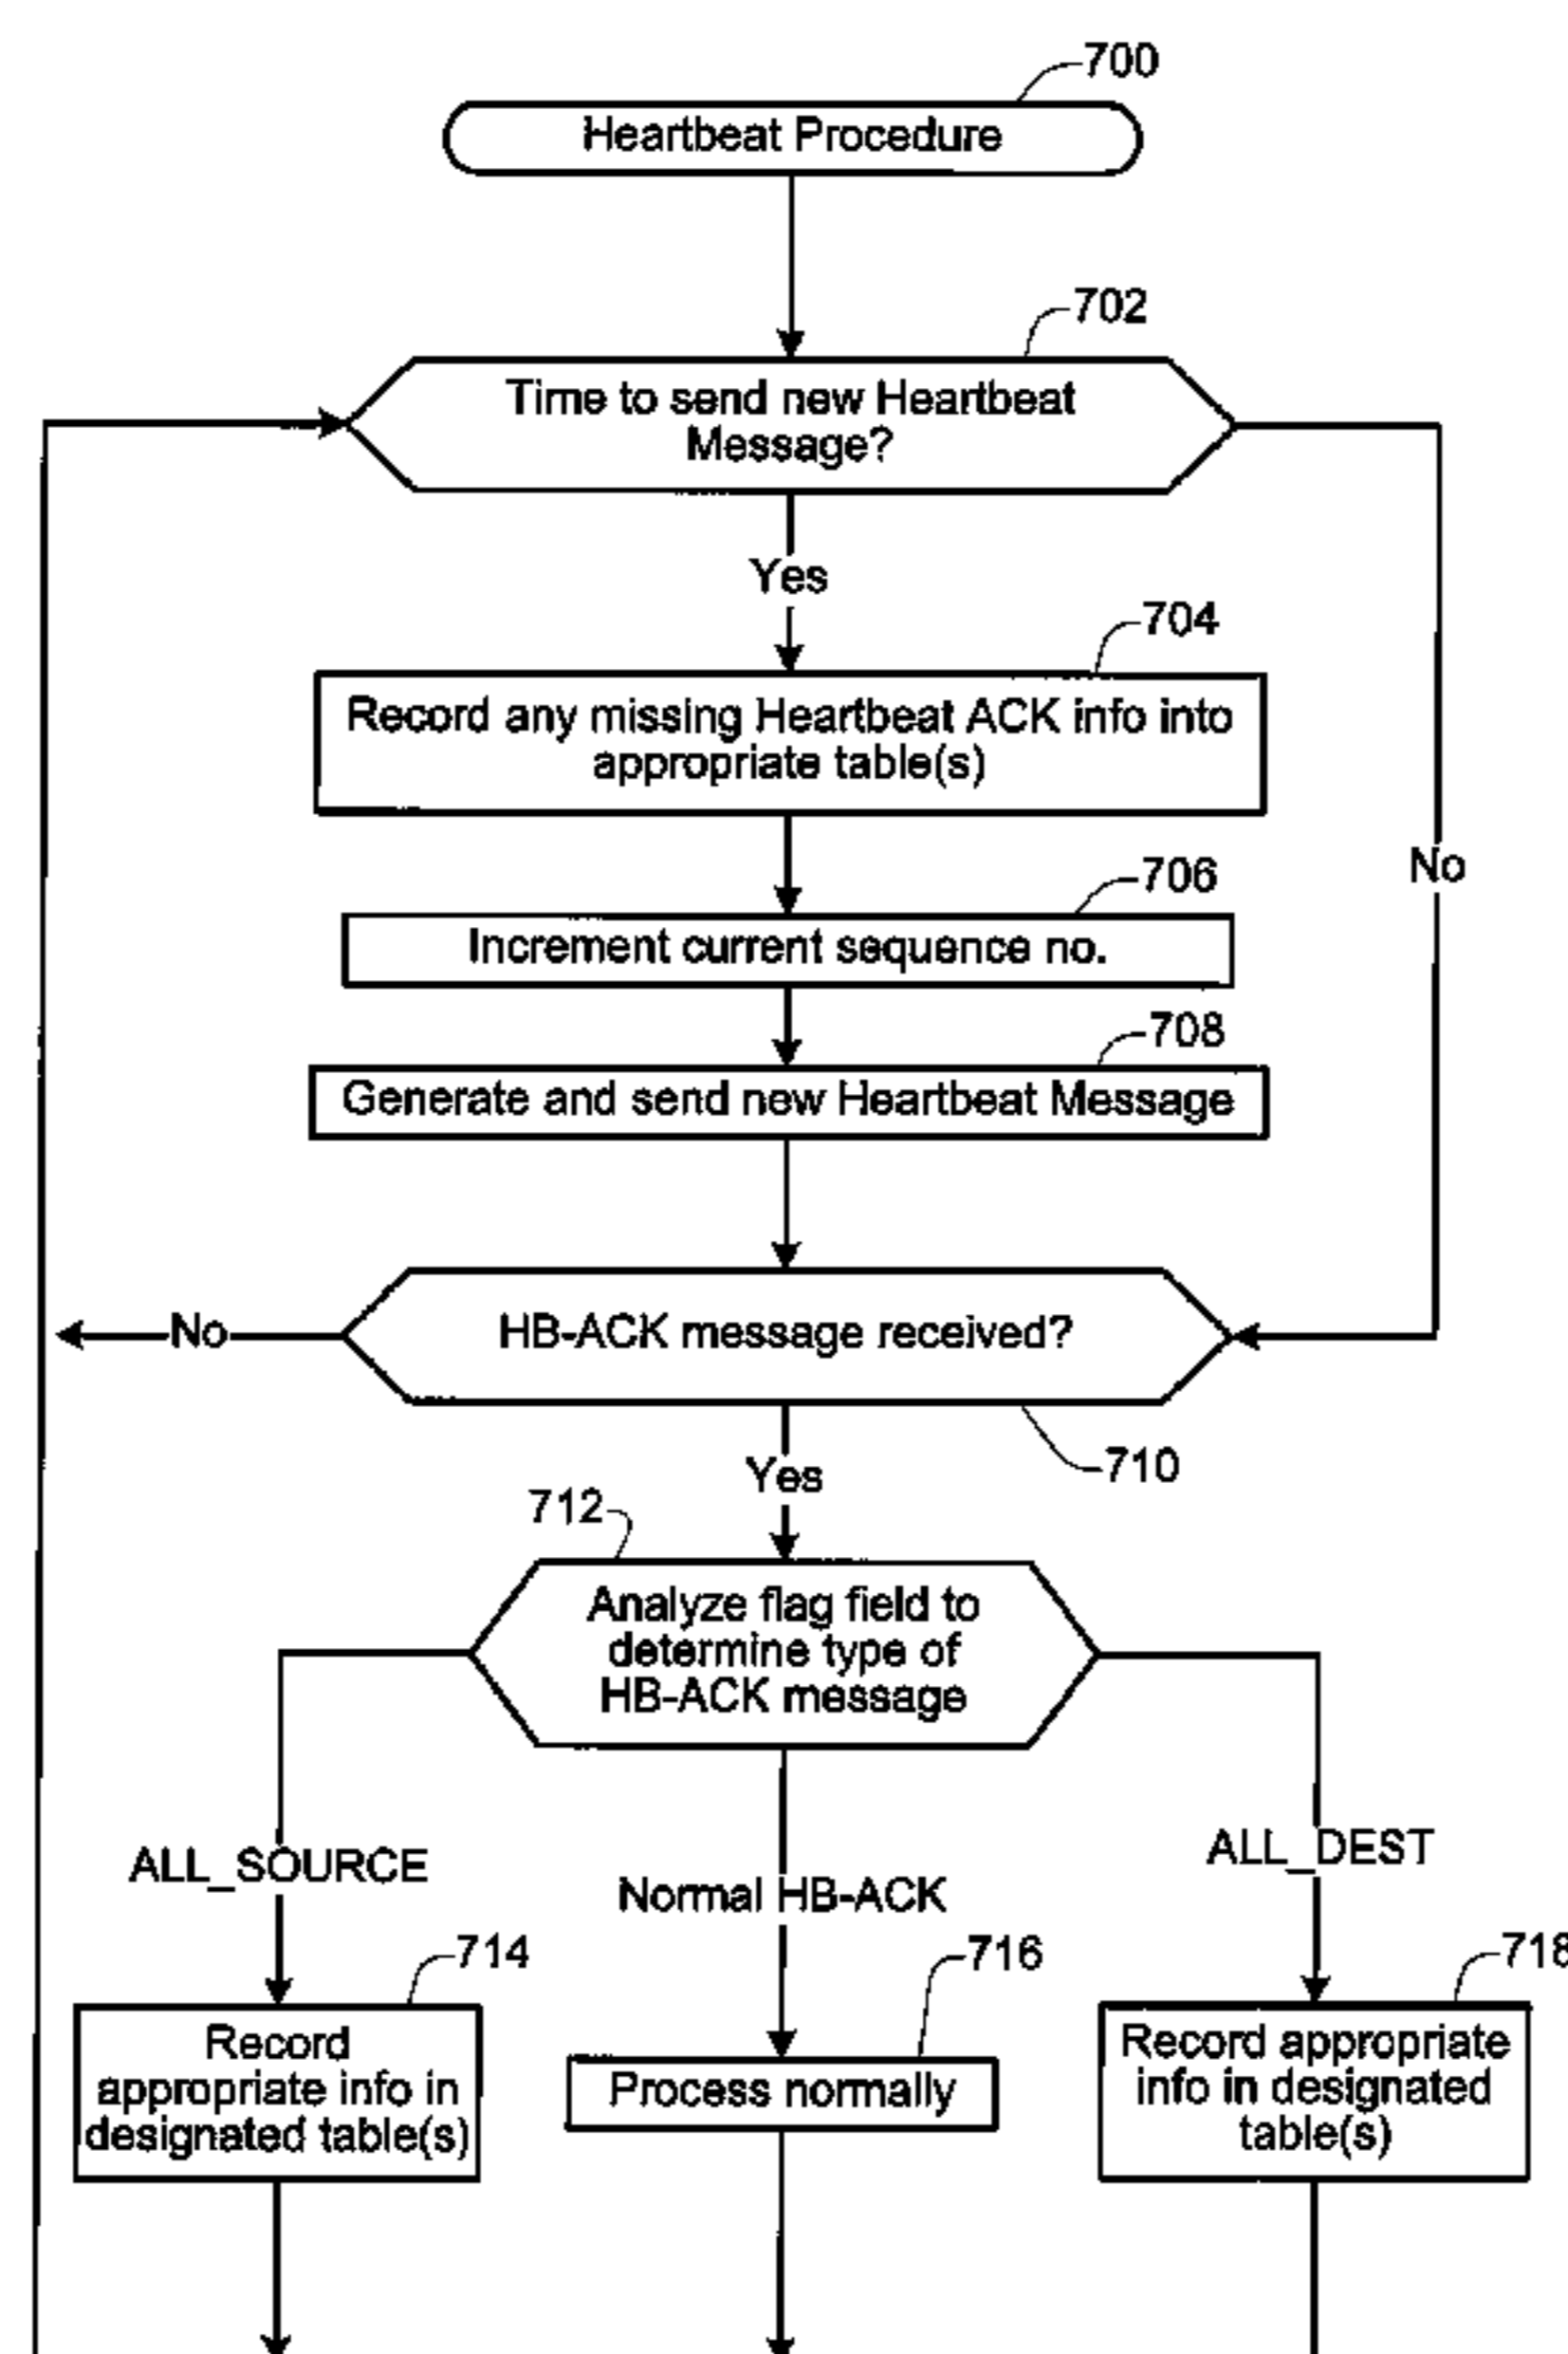 700
Heartbeat Procedure
702
Time to send new Heartbeat
Message?
Yes
704
Record any missing Heartbeat ACK info into
appropriate table(s)
No
706
Increment current sequence no.
708
Generate and send new Heartbeat Message
No
HB-ACK message received?
710
Yes
712
Analyze flag field to
determine type of
HB-ACK message
ALL_SOURCE
Normal HB-ACK
ALL_DEST
714
Record
appropriate info in
designated table(s)
716
Process normally
718
Record appropriate
info in designated
table(s)